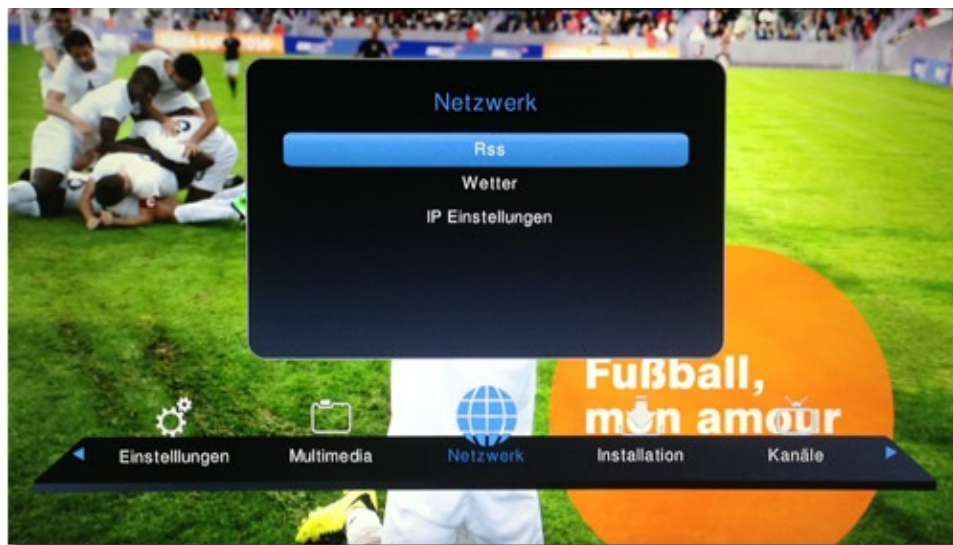 Netzwerk
Rss
Wetter
IP Einstellungen
Fußball,
mon amour
Einstelllungen
Multimedia
Netzwerk
Installation
Kanäle